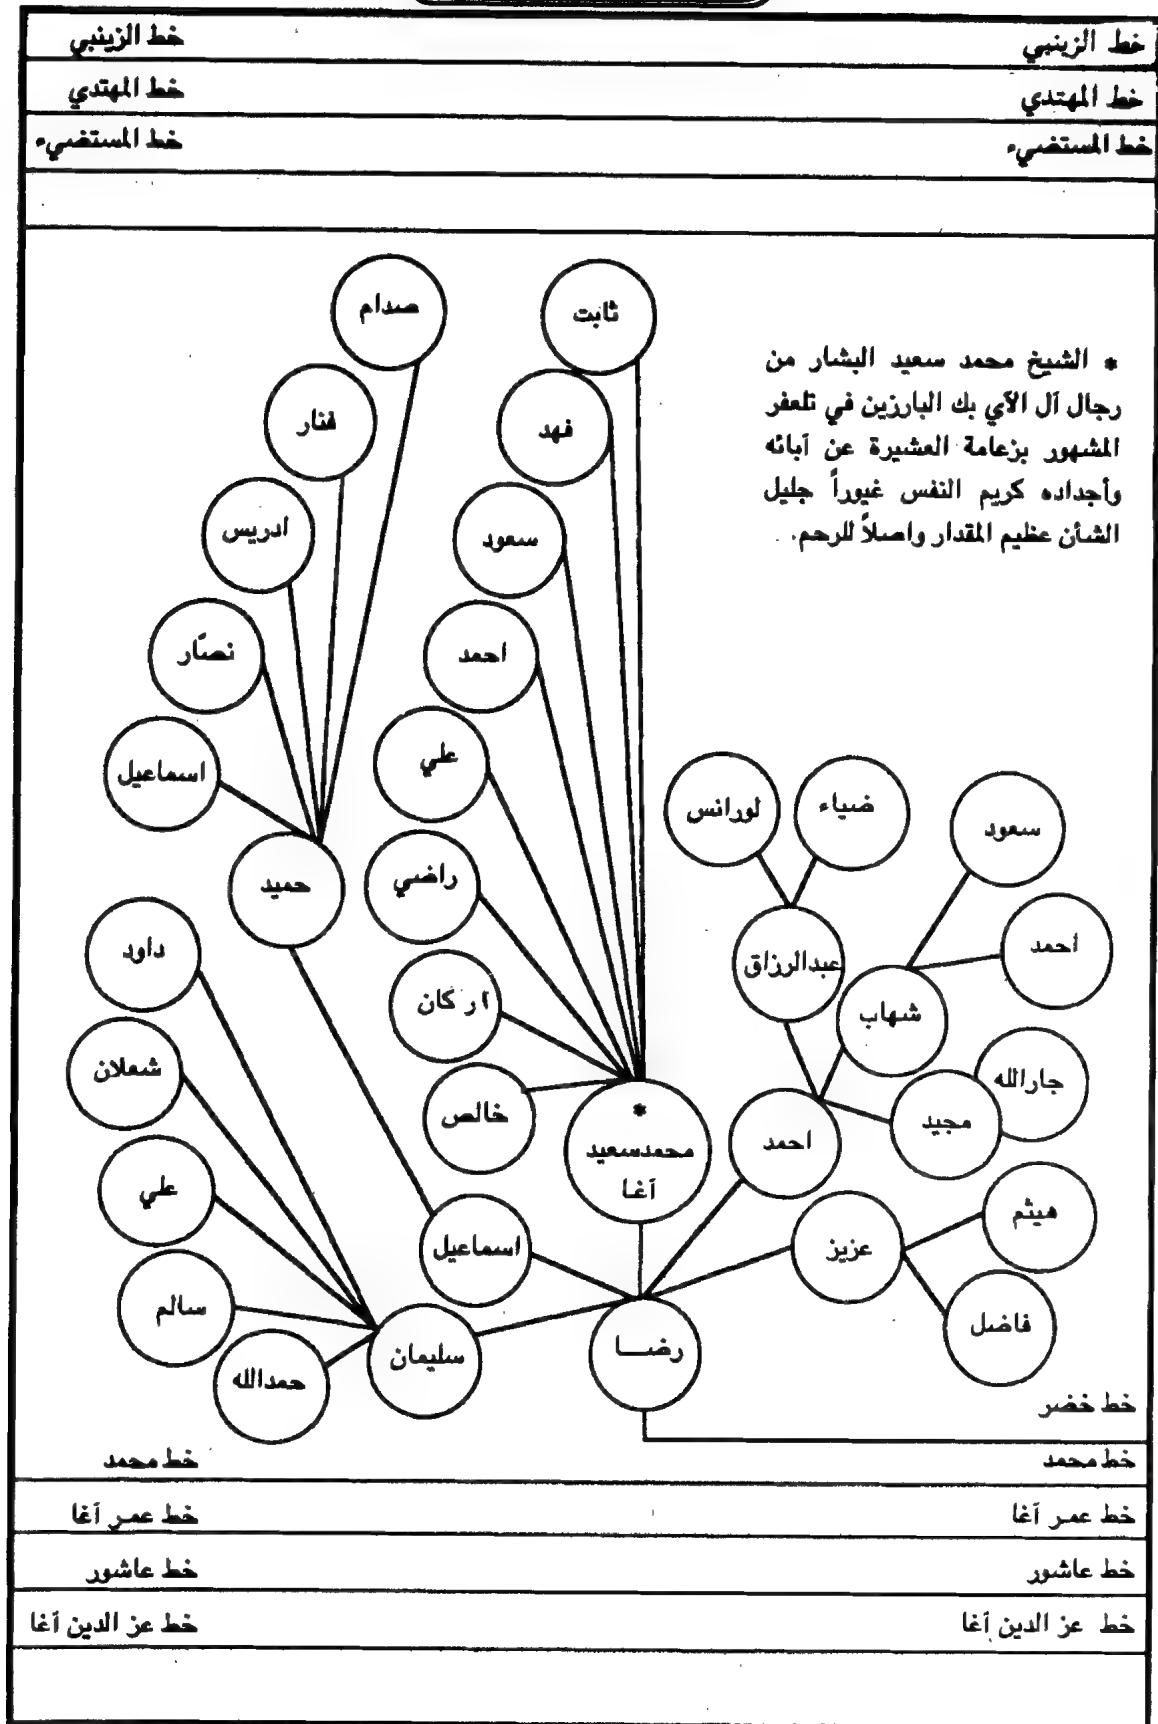 خط الزينبي
خط الزينبي
خط المهتدي
خط المهتدي
خط المستضيء
خط المستضيء
* الشيخ محمد سعيد البشار من
رجال آل الآي بك البارزين في تلعفر
المشهور بزعامة العشيرة عن آبائه
وأجداده كريم النفس غيوراً جليل
الشأن عظيم المقدار واصلاً للرحم.
ثابت
صدام
فهد
فنار
سعود
ادريس
احمد
نصّار
علي
اسماعيل
سعود
ضياء
لورانس
راضي
حميد
احمد
عبدالرزاق
داود
شهاب
اركان
جارالله
مجيد
شعلان
خالص
احمد
*
محمدسعيد
آغا
هيثم
عزيز
اسماعيل
علي
فاضل
رضـــا
سليمان
سالم
حمدالله
خط خضر
خط محمد
خط محمد
خط عمر آغا
خط عمر آغا
خط عاشور
خط عاشور
خط عز الدين آغا
خط عز الدين آغا